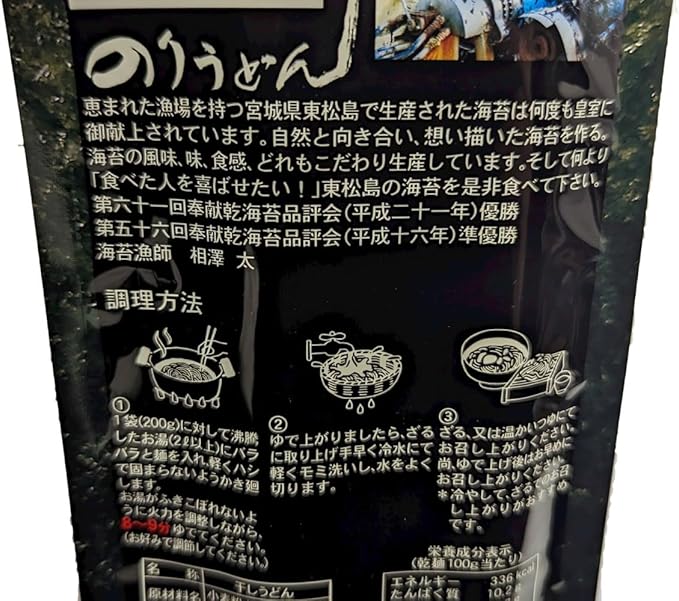 のりうどん
恵まれた漁場を持つ宮城県東松島で生産された海苔は何度も皇室に
御献上されています。自然と向き合い、想い描いた海苔を作る。
海苔の風味、味、食感、どれもこだわり生産しています。そして何より
「食べた人を喜ばせたい!」東松島の海苔を是非食べて下さい。
第六十一回奉献乾海苔品評会(平成二十一年)優勝
第五十六回奉献乾海苔品評会(平成十六年)準優勝
海苔漁師 相澤 太
調理方法
①
1袋(200g)に対して沸騰
したお湯(2ℓ以上)にバラ
バラと麺を入れ、軽くハシ
で固まらないようかき廻
します。
お湯がふきこぼれないよ
うに火力を調整しながら、
8〜9分ゆでてください。
(お好みで調節してください。)
②
ゆで上がりましたら、ざる
に取り上げ手早く冷水にて
軽くモミ洗いし、水をよく
切ります。
③
ざる、又は温かいつゆにて
お召し上がりください。
尚、ゆで上げ後はお早めに
お召し上がりください。
*冷やして、ざるでのお召
し上がりがおすすめ
です。
名 称 干しうどん
原材料名 小麦粉
栄養成分表示
(乾麺100g当たり)
エネルギー 336kcal
たんぱく質 10.2g